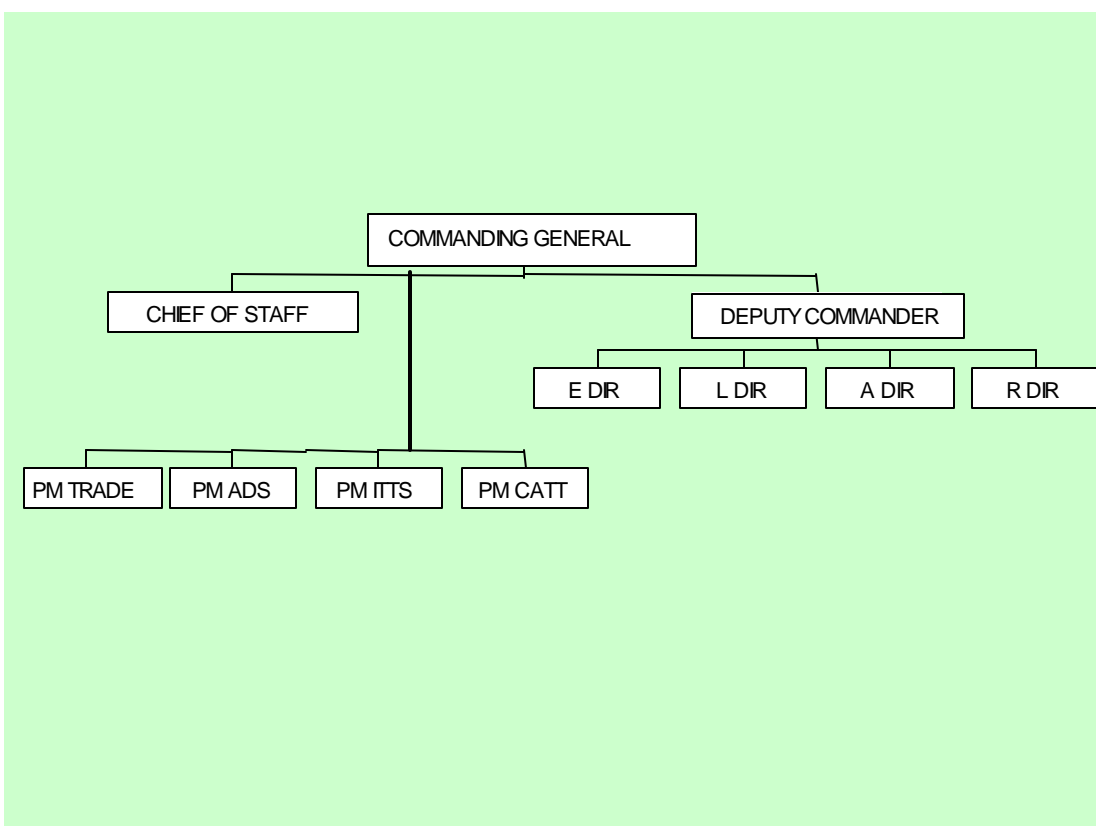 COMMANDING GENERAL
CHIEF OF STAFF
DEPUTY COMMANDER
E DIR
L DIR
A DIR
R DIR
PM TRADE
PM ADS
PM ITTS
PM CATT